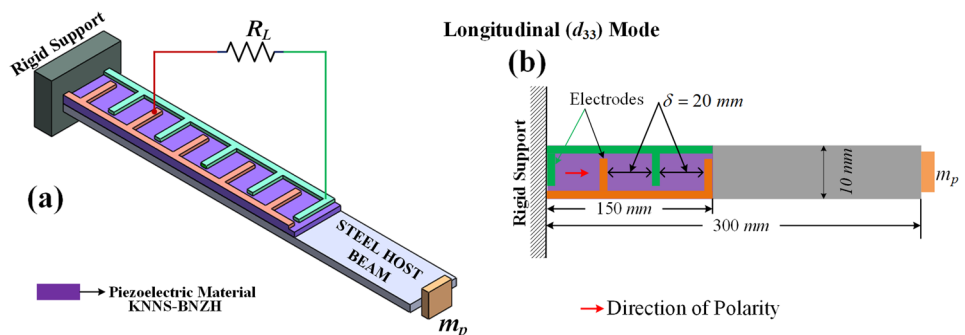 Rigid Support
R_L
(a)
STEEL HOST
BEAM
m_p
Piezoelectric Material
KNNS-BNZH
Longitudinal (d₃₃) Mode
(b)
Electrodes
δ = 20 mm
Rigid Support
10 mm
m_p
150 mm
300 mm
Direction of Polarity